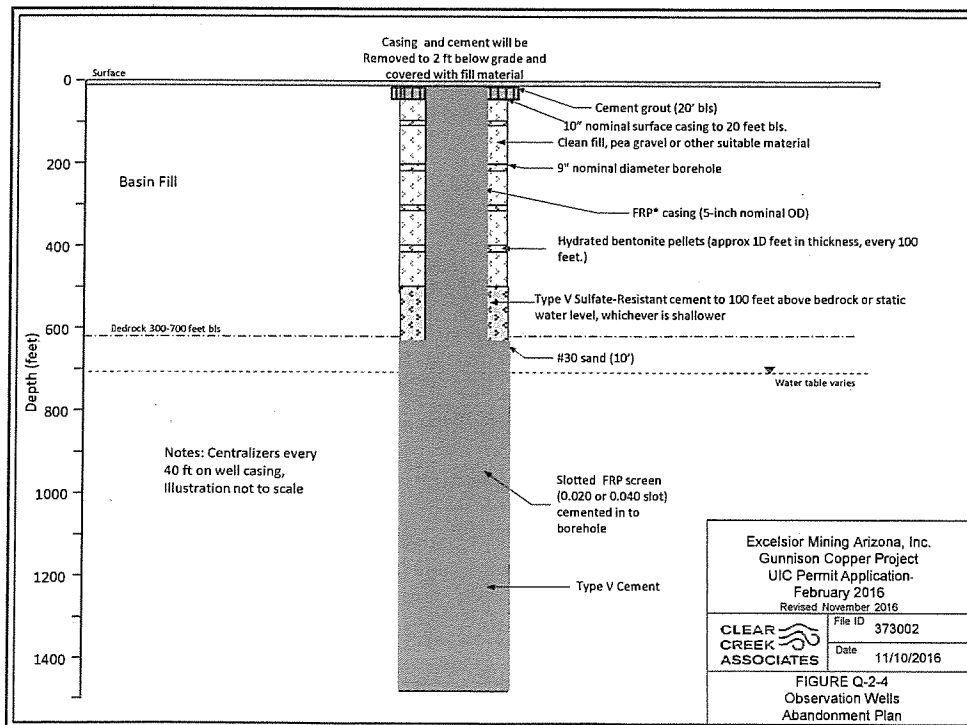 Casing and cement will be
Removed to 2 ft below grade and
covered with fill material
0
Surface
Cement grout (20' bls)
10" nominal surface casing to 20 feet bls.
Clean fill, pea gravel or other suitable material
200
9" nominal diameter borehole
Basin Fill
FRP* casing (5-inch nominal OD)
400
Hydrated bentonite pellets (approx 1D feet in thickness, every 100
feet.)
Type V Sulfate-Resistant cement to 100 feet above bedrock or static
water level, whichever is shallower
600
Bedrock 300-700 feet bls
#30 sand (10')
Depth (feet)
Water table varies
800
Notes: Centralizers every
40 ft on well casing,
Illustration not to scale
Slotted FRP screen
(0.020 or 0.040 slot)
cemented in to
borehole
1000
1200
Type V Cement
1400
Excelsior Mining Arizona, Inc.
Gunnison Copper Project
UIC Permit Application-
February 2016
Revised November 2016
CLEAR
CREEK
ASSOCIATES
File ID 373002
Date 11/10/2016
FIGURE Q-2-4
Observation Wells
Abandonment Plan